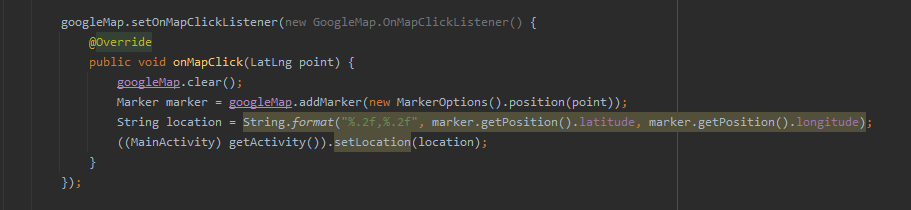 googleMap.setOnMapClickListener(new GoogleMap.OnMapClickListener() {
@Override
public void onMapClick(LatLng point) {
googleMap.clear();
Marker marker = googleMap.addMarker(new MarkerOptions().position(point));
String location = String.format("%.2f,%.2f", marker.getPosition().latitude, marker.getPosition().longitude);
((MainActivity) getActivity()).setLocation(location);
}
});